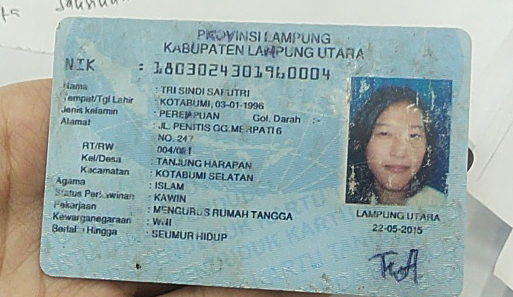 PROVINSI LAMPUNG
KABUPATEN LAMPUNG UTARA
NIK : 1803024301960004
Nama : TRI SINDI SAFUTRI
Tempat/Tgl Lahir : KOTABUMI, 03-01-1996
Jenis kelamin : PEREMPUAN Gol. Darah :-
Alamat : JL. PENITIS GG.MERPATI 6
NO. 247
RT/RW : 004/
Kel/Desa : TANJUNG HARAPAN
Kecamatan : KOTABUMI SELATAN
Agama : ISLAM
Status Perkawinan : KAWIN
Pekerjaan : MENGURUS RUMAH TANGGA
Kewarganegaraan : WNI
Berlaku Hingga : SEUMUR HIDUP
LAMPUNG UTARA
22-05-2015